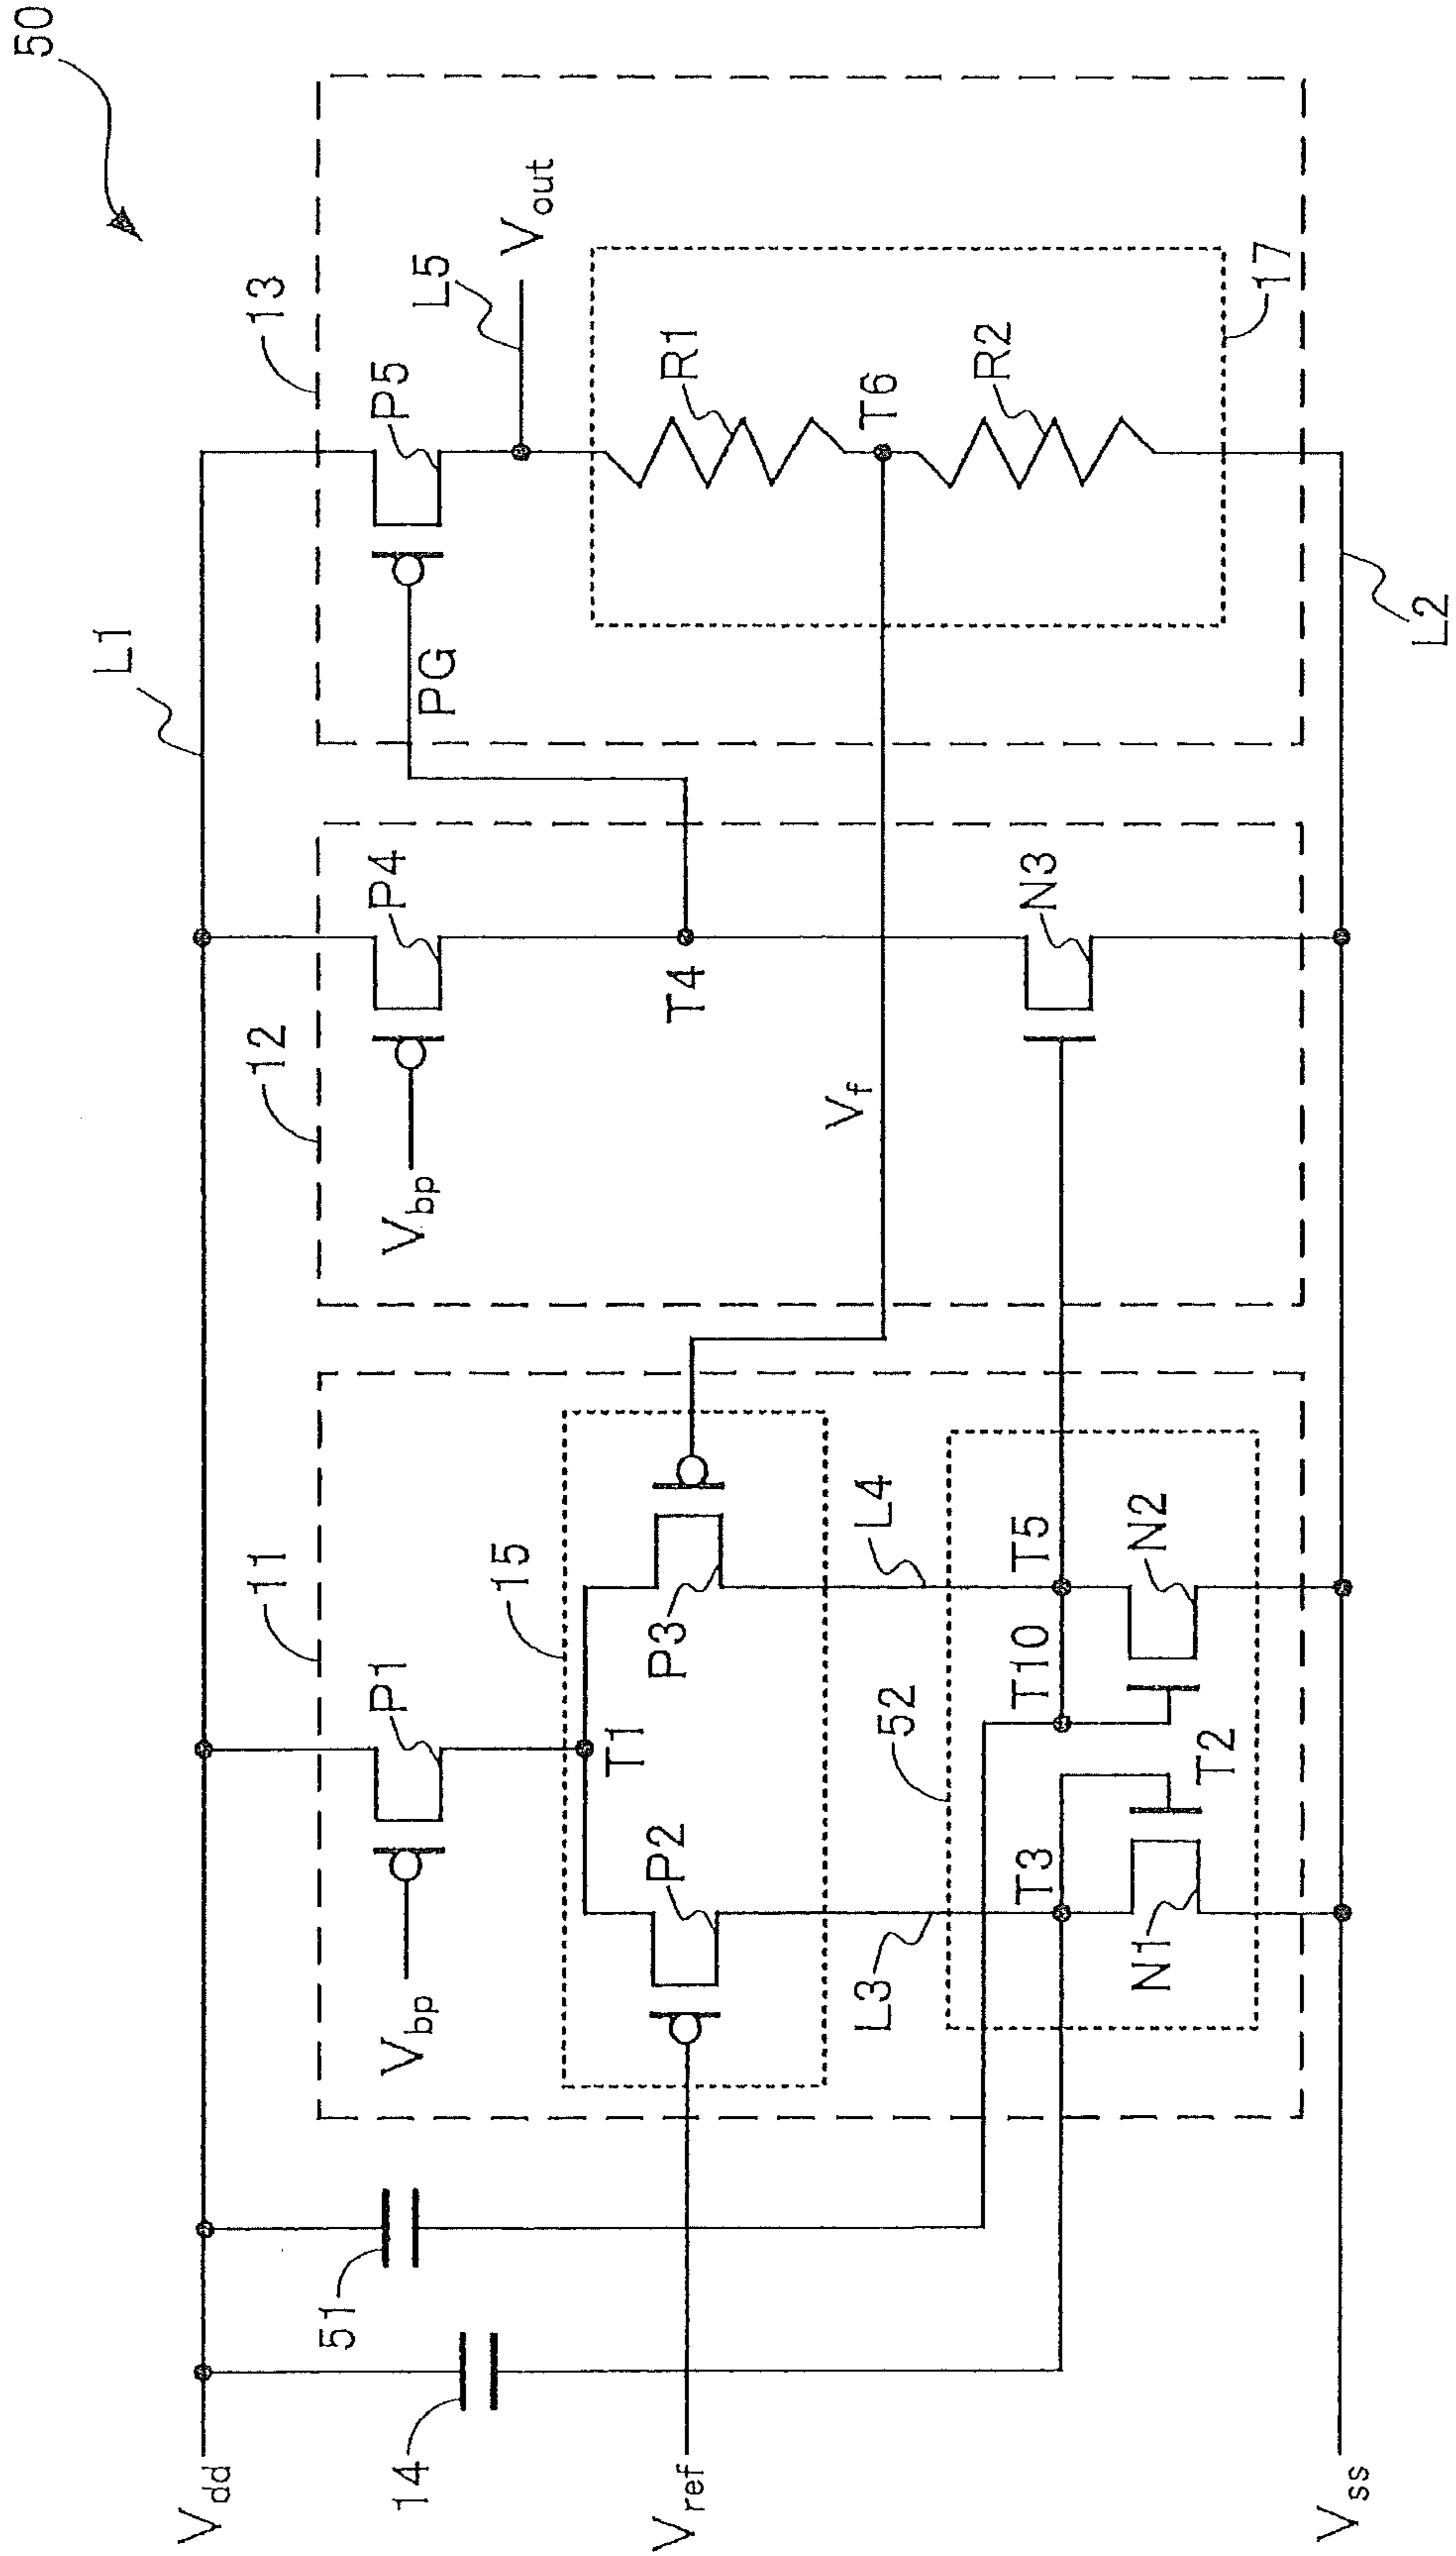 50
L1
11
12
13
P1
P4
P5
L5
Vout
Vbp
Vbp
PG
51
14
15
T1
P2
P3
T4
R1
17
T6
R2
Vf
L3
L4
52
T3
T10
T5
N1
T2
N2
N3
L2
Vdd
Vref
Vss